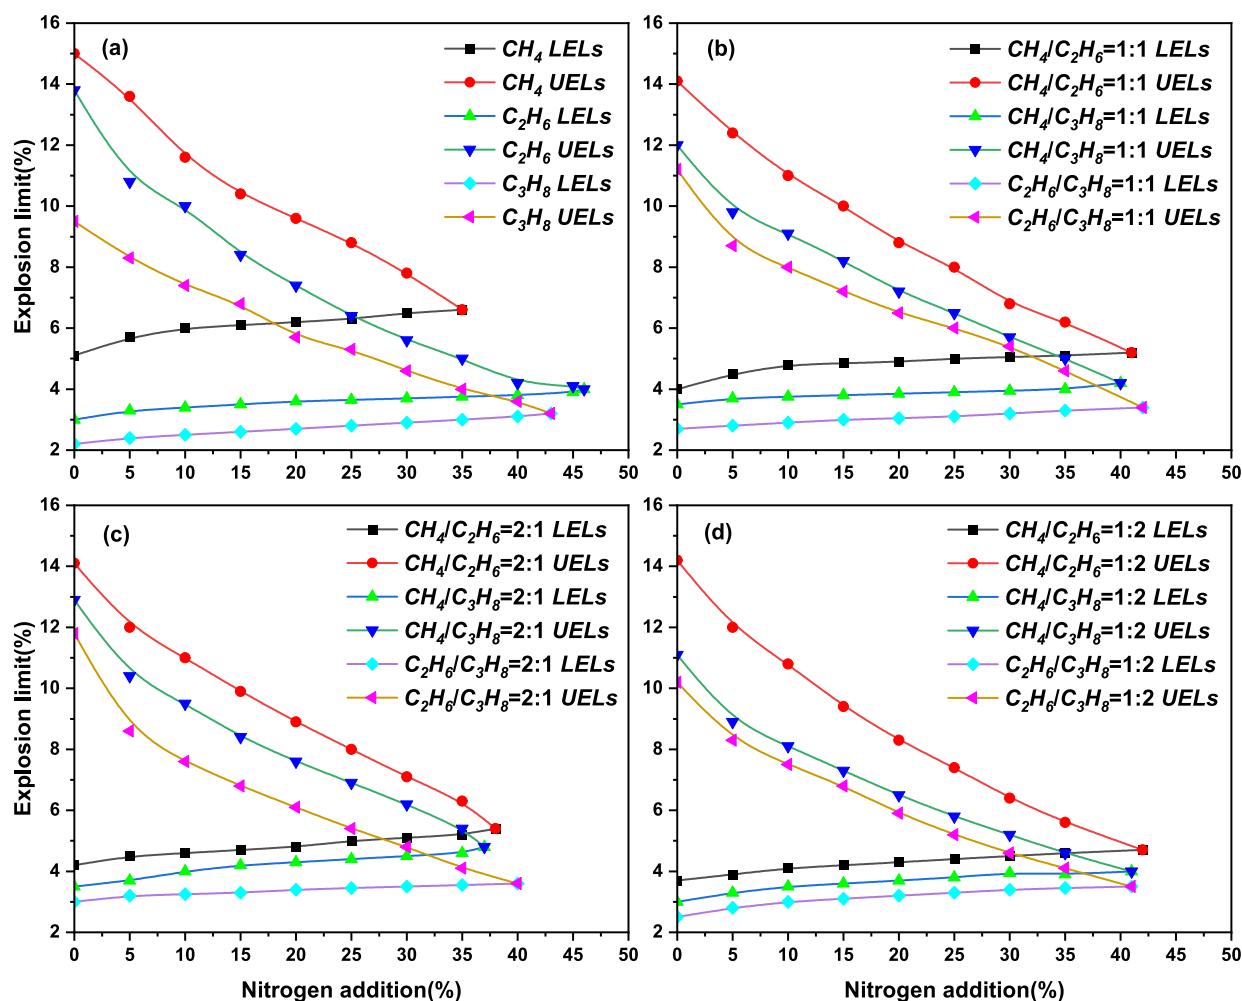 (a)
CH₄ LELs
CH₄ UELs
C₂H₆ LELs
C₂H₆ UELs
C₃H₈ LELs
C₃H₈ UELs
Explosion limit(%)
16
14
12
10
8
6
4
2
0 5 10 15 20 25 30 35 40 45 50
(b)
CH₄/C₂H₆=1:1 LELs
CH₄/C₂H₆=1:1 UELs
CH₄/C₃H₈=1:1 LELs
CH₄/C₃H₈=1:1 UELs
C₂H₆/C₃H₈=1:1 LELs
C₂H₆/C₃H₈=1:1 UELs
16
14
12
10
8
6
4
2
0 5 10 15 20 25 30 35 40 45 50
(c)
CH₄/C₂H₆=2:1 LELs
CH₄/C₂H₆=2:1 UELs
CH₄/C₃H₈=2:1 LELs
CH₄/C₃H₈=2:1 UELs
C₂H₆/C₃H₈=2:1 LELs
C₂H₆/C₃H₈=2:1 UELs
Explosion limit(%)
16
14
12
10
8
6
4
2
0 5 10 15 20 25 30 35 40 45 50
Nitrogen addition(%)
(d)
CH₄/C₂H₆=1:2 LELs
CH₄/C₂H₆=1:2 UELs
CH₄/C₃H₈=1:2 LELs
CH₄/C₃H₈=1:2 UELs
C₂H₆/C₃H₈=1:2 LELs
C₂H₆/C₃H₈=1:2 UELs
16
14
12
10
8
6
4
2
0 5 10 15 20 25 30 35 40 45 50
Nitrogen addition(%)